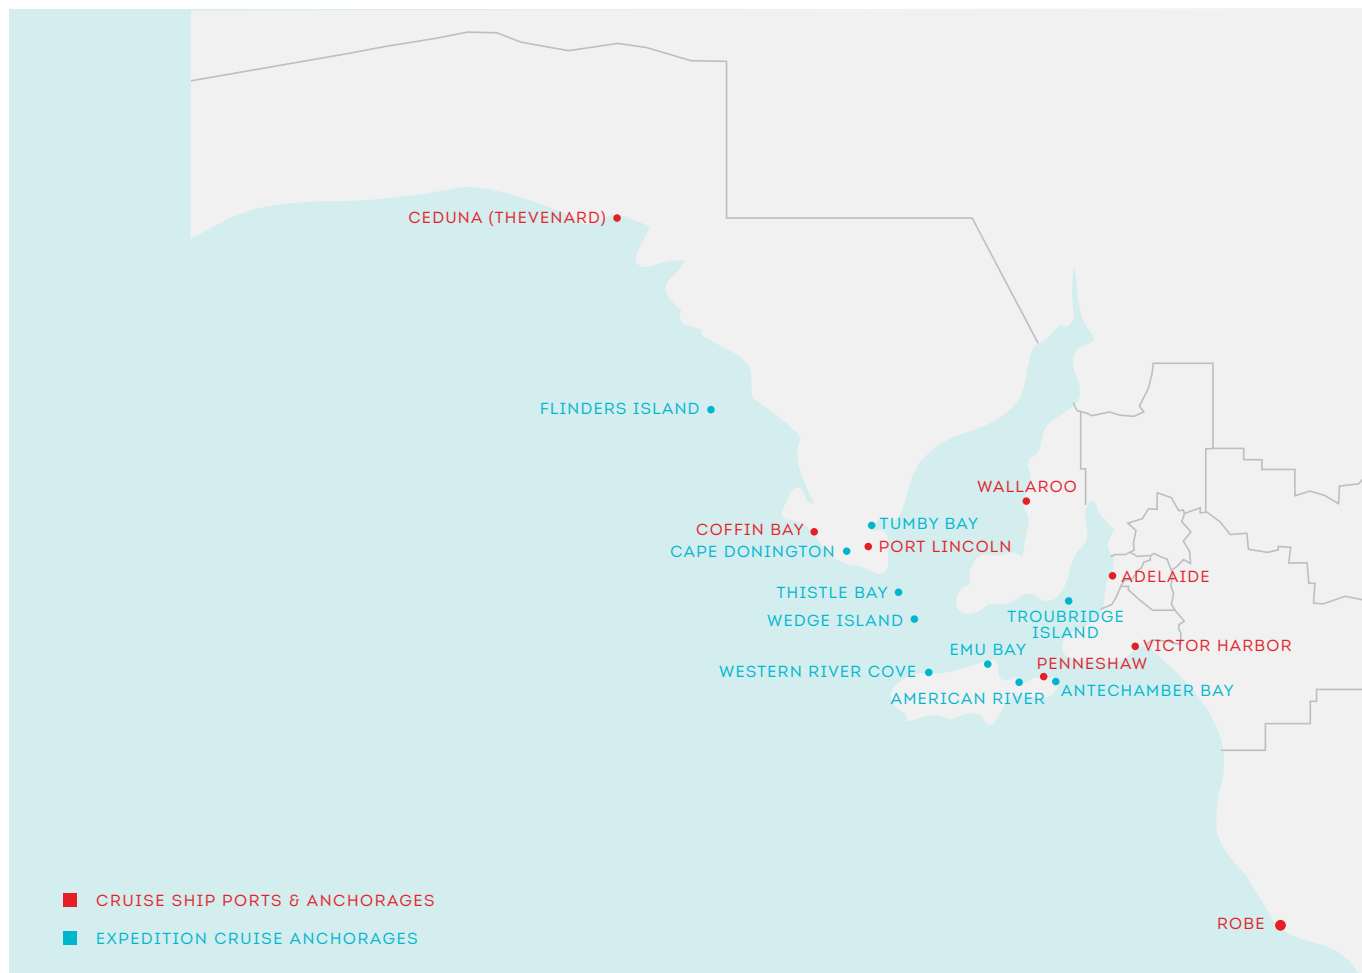 CEDUNA (THEVENARD)
FLINDERS ISLAND
WALLAROO
COFFIN BAY
TUMBY BAY
CAPE DONINGTON
PORT LINCOLN
ADELAIDE
THISTLE BAY
WEDGE ISLAND
TROUBRIDGE
ISLAND
EMU BAY
VICTOR HARBOR
PENNESHAW
WESTERN RIVER COVE
ANTECHAMBER BAY
AMERICAN RIVER
CRUISE SHIP PORTS & ANCHORAGES
ROBE
EXPEDITION CRUISE ANCHORAGES